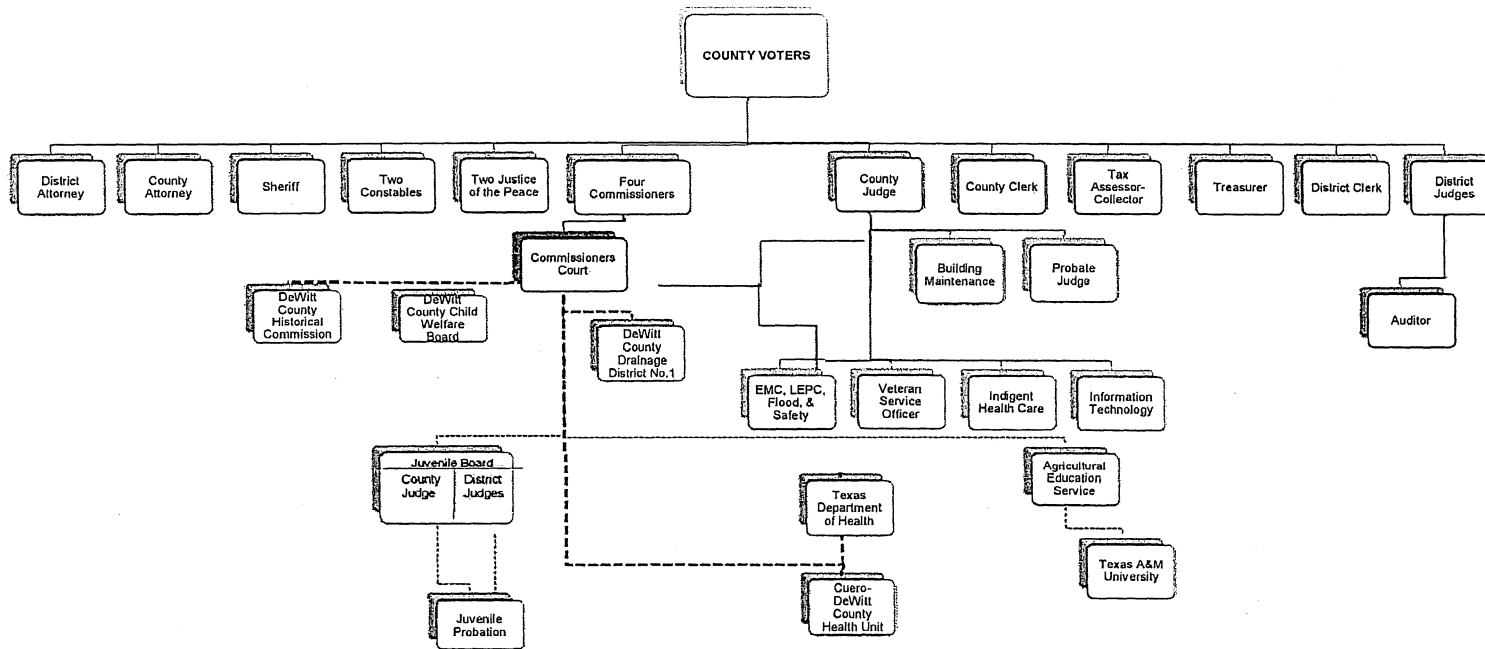 COUNTY VOTERS
District
Attorney
County
Attorney
Sheriff
Two
Constables
Two Justice
of the Peace
Four
Commissioners
County
Judge
County Clerk
Tax
Assessor-
Collector
Treasurer
District Clerk
District
Judges
Commissioners
Court
Building
Maintenance
Probate
Judge
DeWitt
County
Historical
Commission
DeWitt
County Child
Welfare
Board
DeWitt
County
Drainage
District No.1
Auditor
EMC, LEPC,
Flood, &
Safety
Veteran
Service
Officer
Indigent
Health Care
Information
Technology
Juvenile Board
County
Judge
District
Judges
Texas
Department
of Health
Agricultural
Education
Service
Texas A&M
University
Juvenile
Probation
Cuero-
DeWitt
County
Health Unit